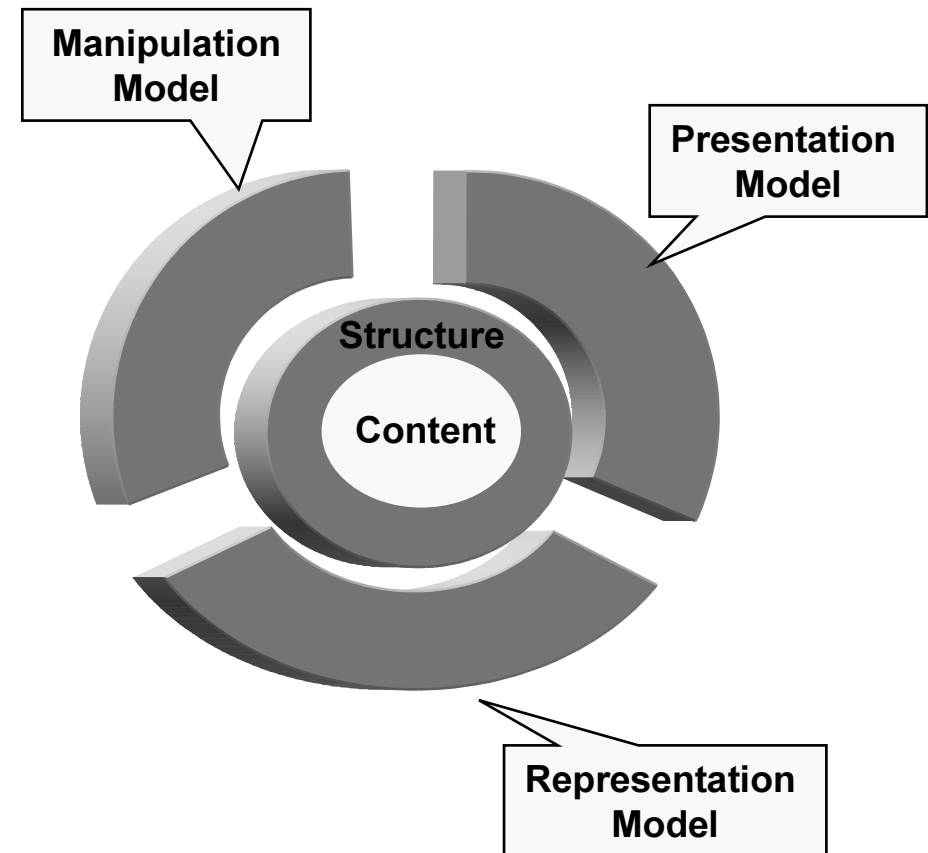 Manipulation
Model
Presentation
Model
Structure
Content
Representation
Model